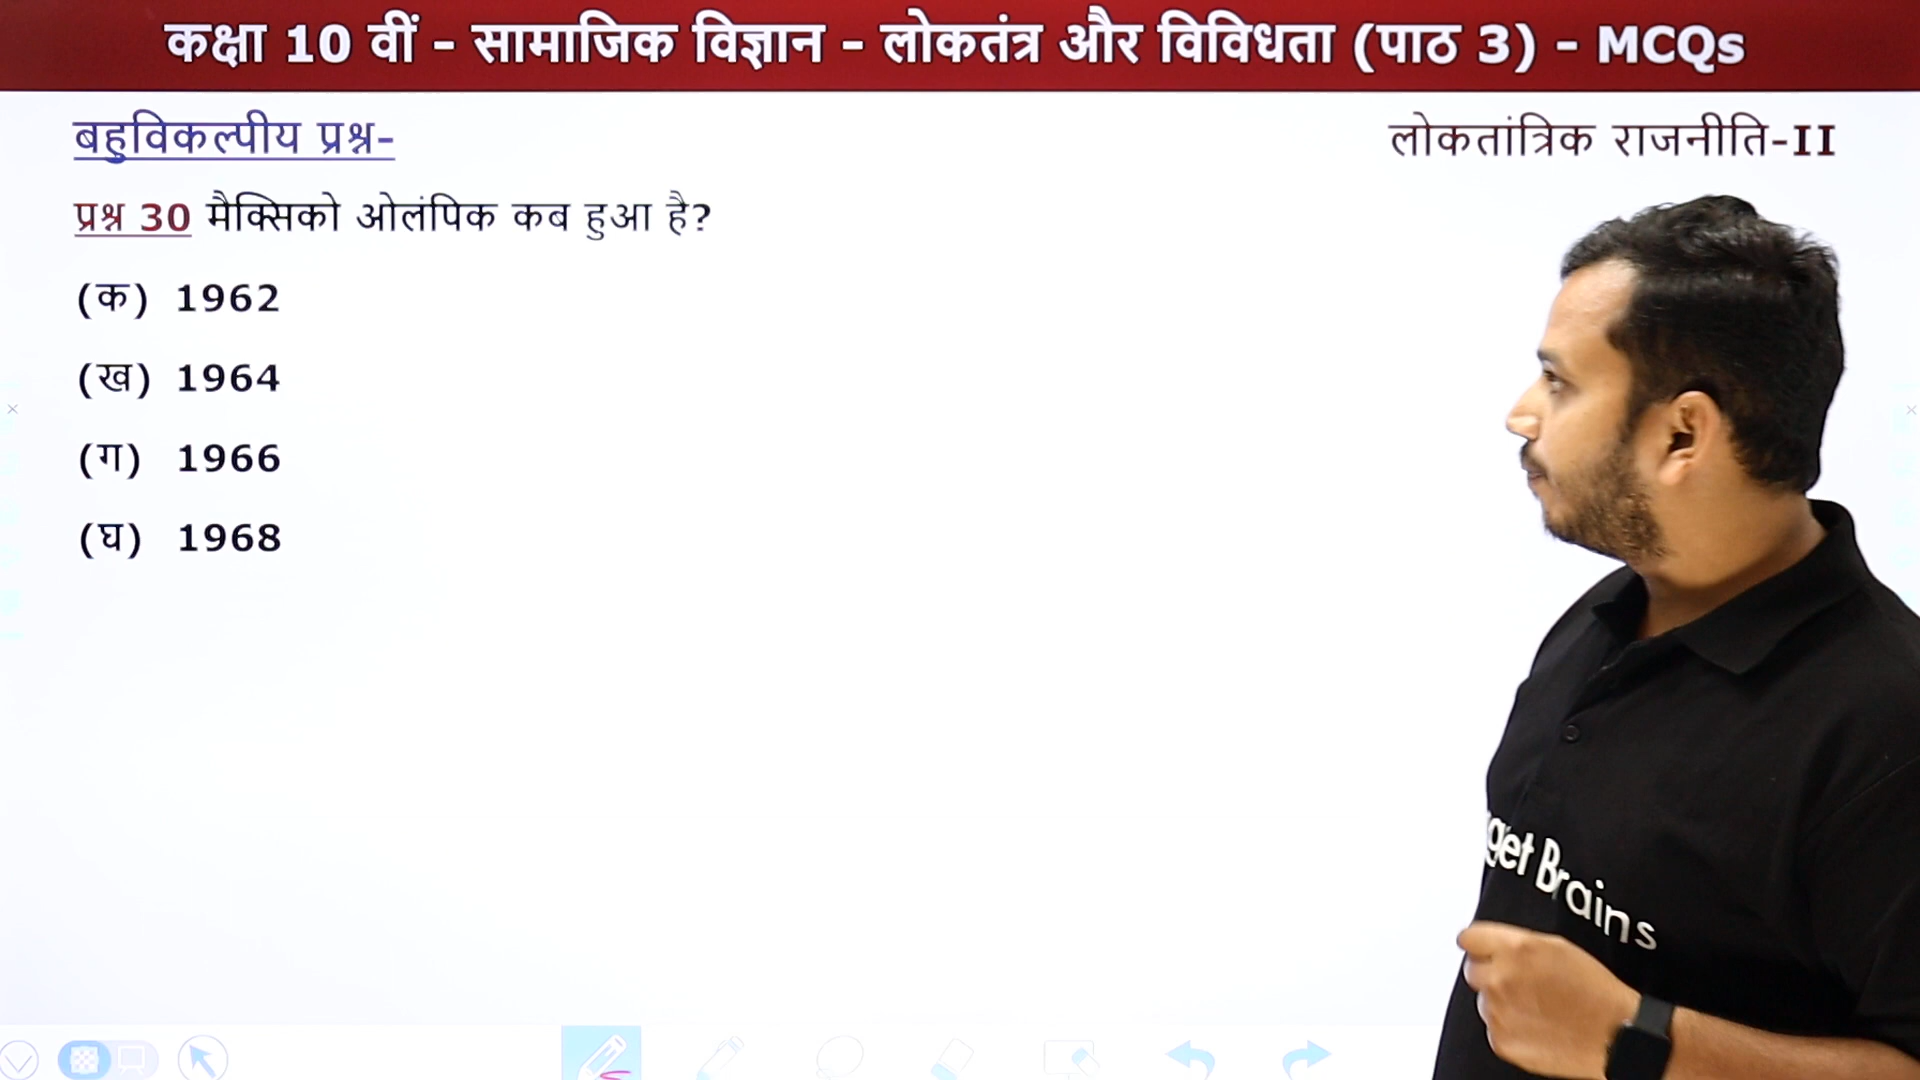 कक्षा 10 वीं - सामाजिक विज्ञान - लोकतंत्र और विविधता (पाठ 3) - MCQs
बहुविकल्पीय प्रश्न-
लोकतांत्रिक राजनीति-II
प्रश्न 30 मैक्सिको ओलंपिक कब हुआ है?
(क) 1962
(ख) 1964
(ग) 1966
(घ) 1968
get Brains